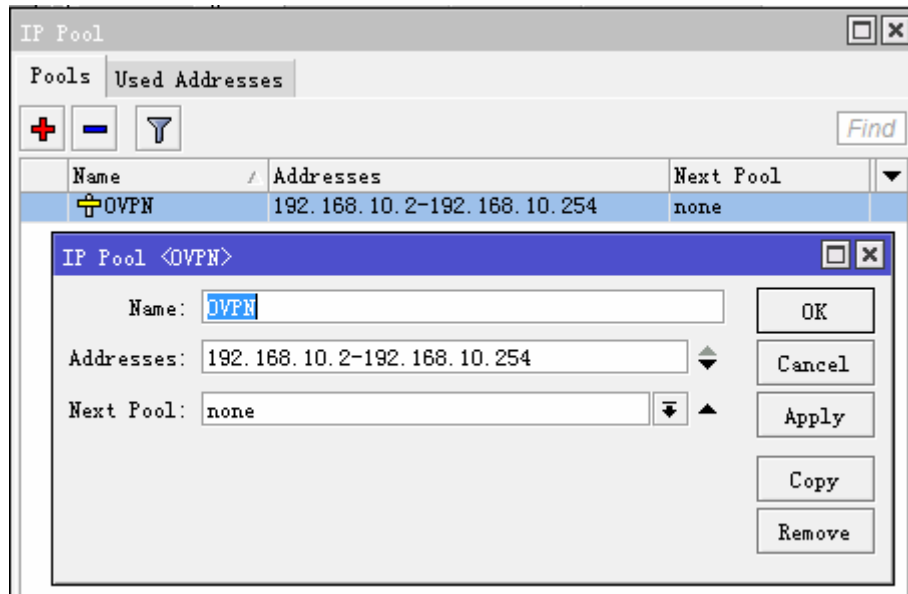 IP Pool
Pools Used Addresses
Find
Name Addresses Next Pool
OVPN 192.168.10.2-192.168.10.254 none
IP Pool <OVPN>
Name: OVPN OK
Addresses: 192.168.10.2-192.168.10.254 Cancel
Next Pool: none Apply
Copy
Remove